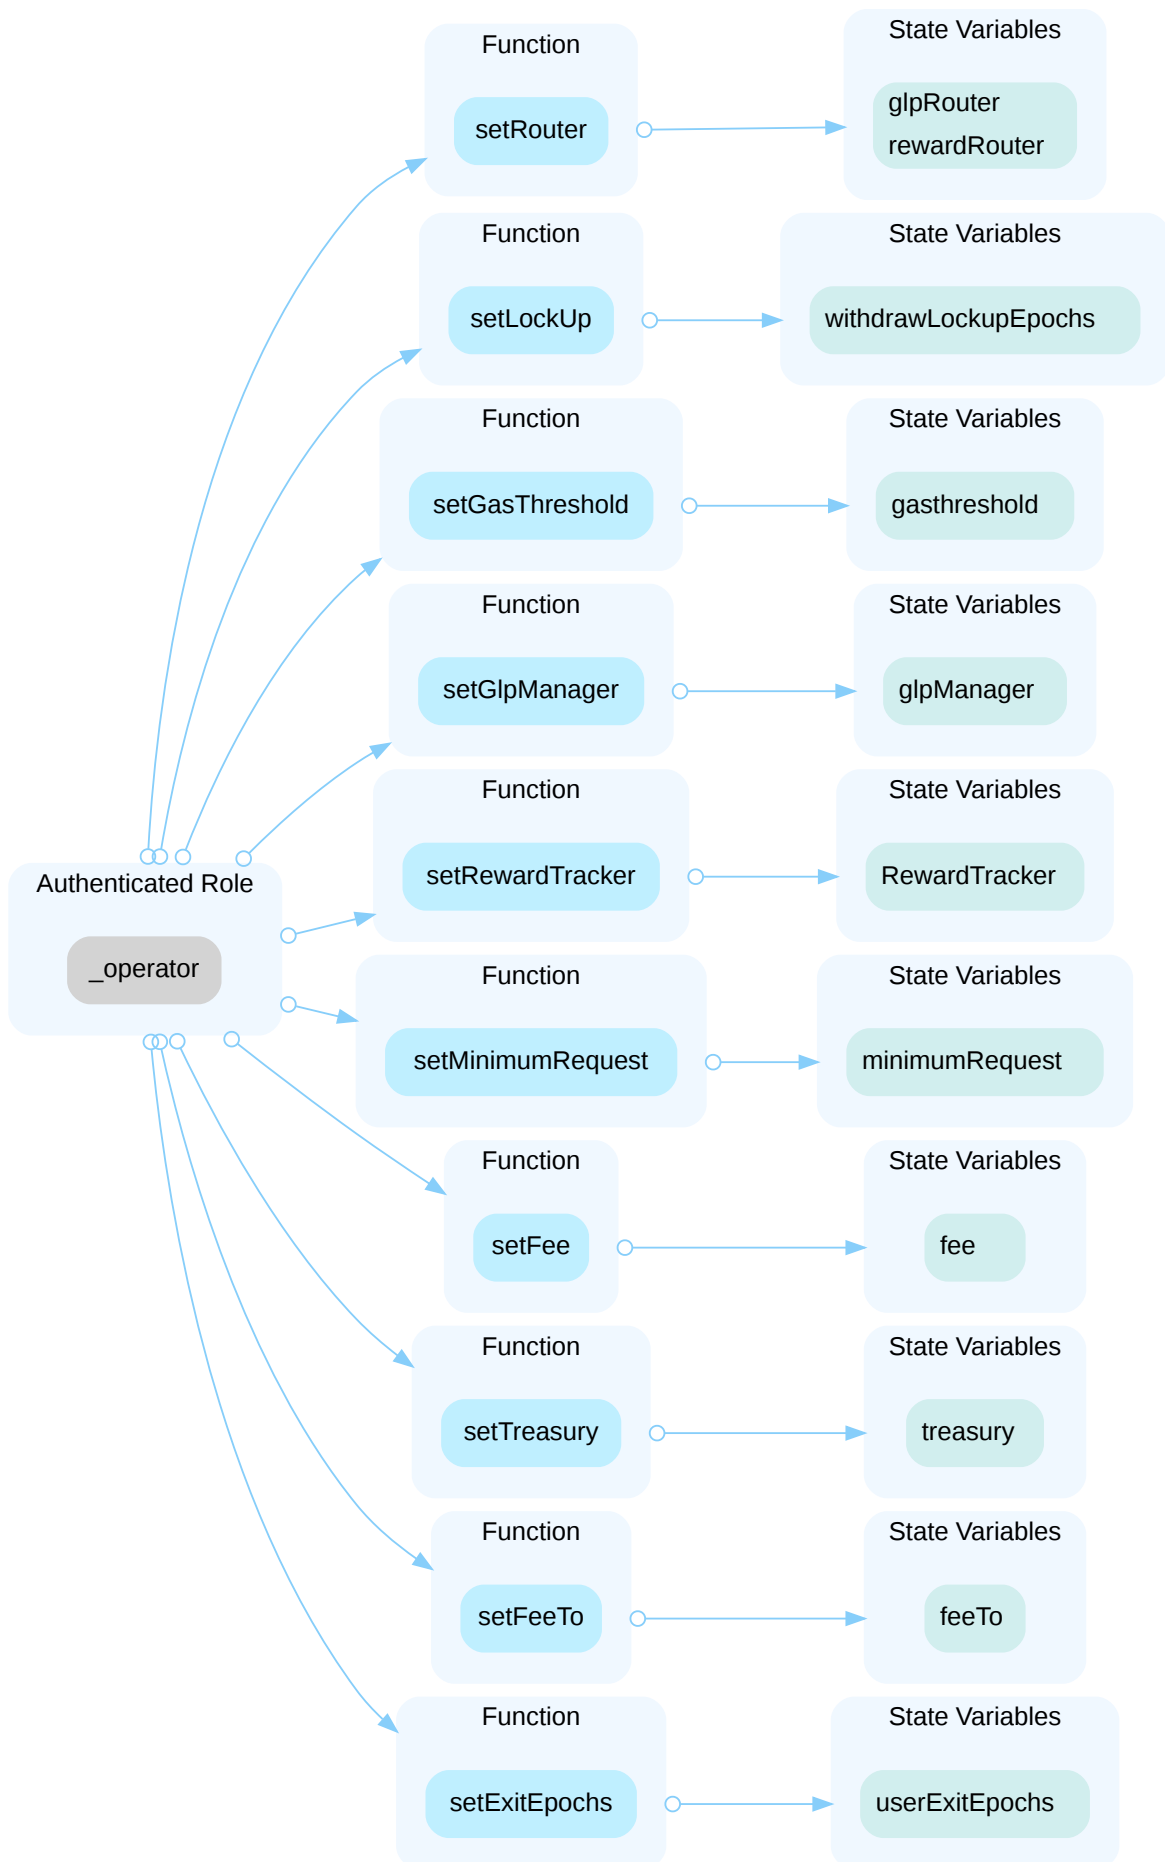 Function
State Variables
setRouter
glpRouter
rewardRouter
Function
State Variables
setLockUp
withdrawLockupEpochs
Function
State Variables
setGasThreshold
gasthreshold
Function
State Variables
setGlpManager
glpManager
Function
State Variables
setRewardTracker
RewardTracker
Authenticated Role
_operator
Function
State Variables
setMinimumRequest
minimumRequest
Function
State Variables
setFee
fee
Function
State Variables
setTreasury
treasury
Function
State Variables
setFeeTo
feeTo
Function
State Variables
setExitEpochs
userExitEpochs